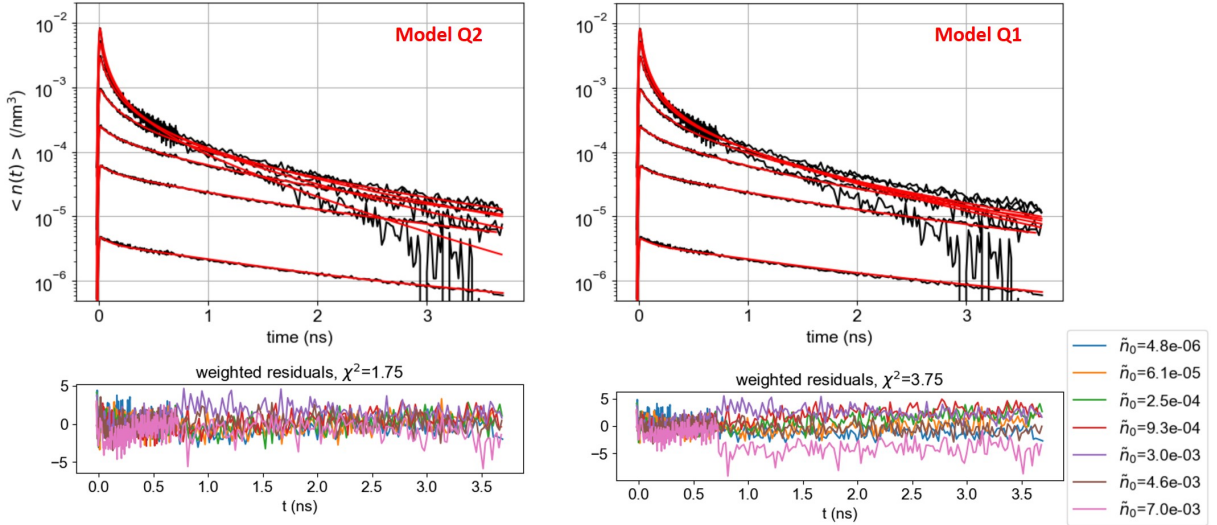 Model Q2
10⁻²
10⁻³
10⁻⁴
10⁻⁵
10⁻⁶
< n(t) > (/nm³)
0
1
2
3
time (ns)
weighted residuals, χ²=1.75
5
0
−5
0.0
0.5
1.0
1.5
2.0
2.5
3.0
3.5
t (ns)
Model Q1
10⁻²
10⁻³
10⁻⁴
10⁻⁵
10⁻⁶
0
1
2
3
time (ns)
weighted residuals, χ²=3.75
5
0
−5
0.0
0.5
1.0
1.5
2.0
2.5
3.0
3.5
t (ns)
ñ₀=4.8e-06
ñ₀=6.1e-05
ñ₀=2.5e-04
ñ₀=9.3e-04
ñ₀=3.0e-03
ñ₀=4.6e-03
ñ₀=7.0e-03